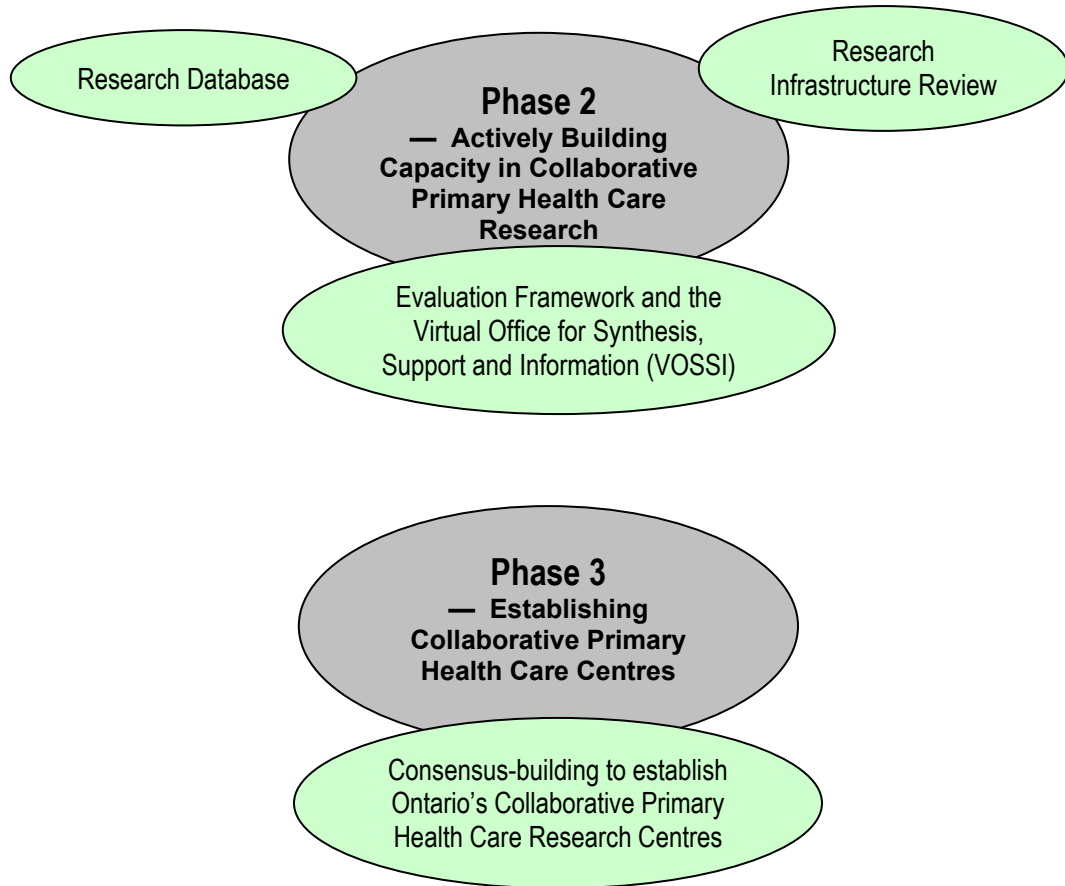 Research Database
Research
Infrastructure Review
Phase 2
— Actively Building
Capacity in Collaborative
Primary Health Care
Research
Evaluation Framework and the
Virtual Office for Synthesis,
Support and Information (VOSSI)
Phase 3
— Establishing
Collaborative Primary
Health Care Centres
Consensus-building to establish
Ontario’s Collaborative Primary
Health Care Research Centres